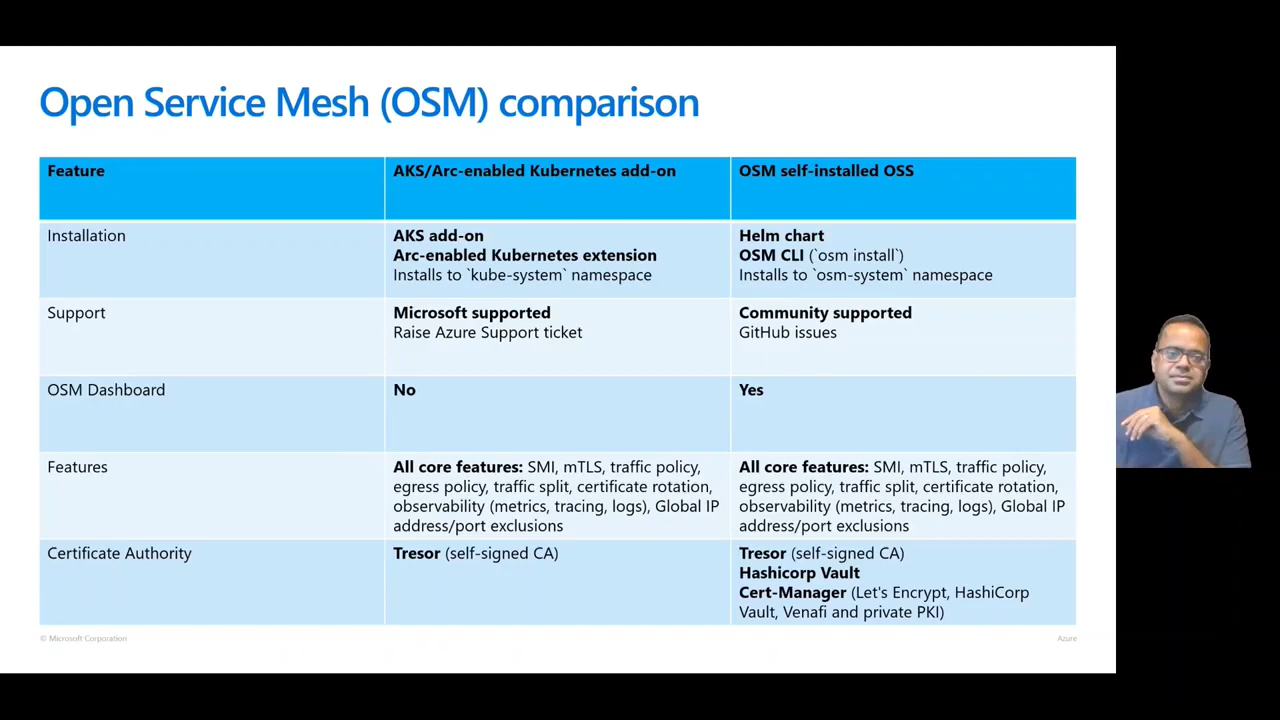 Open Service Mesh (OSM) comparison
Feature
AKS/Arc-enabled Kubernetes add-on
OSM self-installed OSS
Installation
AKS add-on
Arc-enabled Kubernetes extension
Installs to `kube-system` namespace
Helm chart
OSM CLI (`osm install`)
Installs to `osm-system` namespace
Support
Microsoft supported
Raise Azure Support ticket
Community supported
GitHub issues
OSM Dashboard
No
Yes
Features
All core features: SMI, mTLS, traffic policy,
egress policy, traffic split, certificate rotation,
observability (metrics, tracing, logs), Global IP
address/port exclusions
All core features: SMI, mTLS, traffic policy,
egress policy, traffic split, certificate rotation,
observability (metrics, tracing, logs), Global IP
address/port exclusions
Certificate Authority
Tresor (self-signed CA)
Tresor (self-signed CA)
Hashicorp Vault
Cert-Manager (Let's Encrypt, HashiCorp
Vault, Venafi and private PKI)
© Microsoft Corporation
Azure